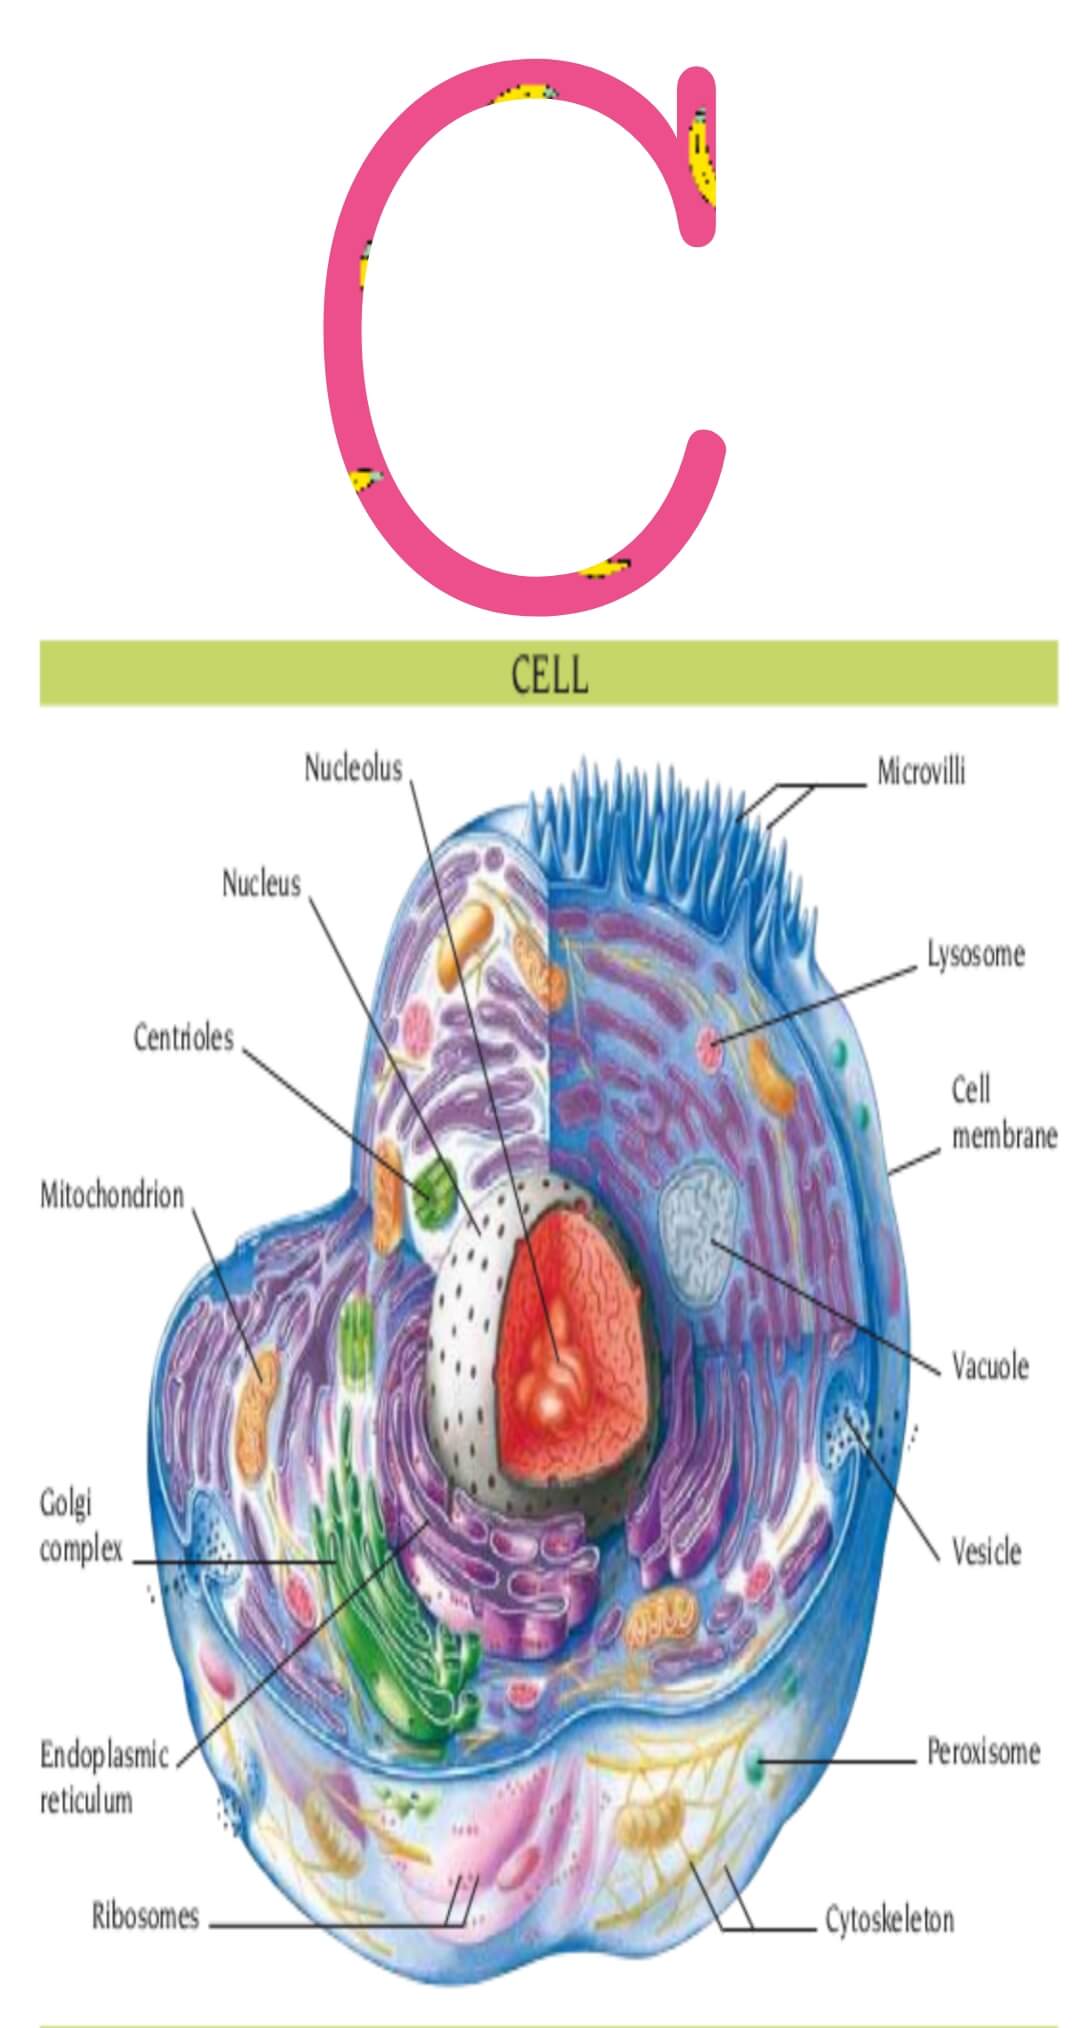 C
CELL
Nucleolus
Microvilli
Nucleus
Lysosome
Centrioles
Cell
membrane
Mitochondrion
Vacuole
Golgi
complex
Vesicle
Endoplasmic
reticulum
Peroxisome
Ribosomes
Cytoskeleton